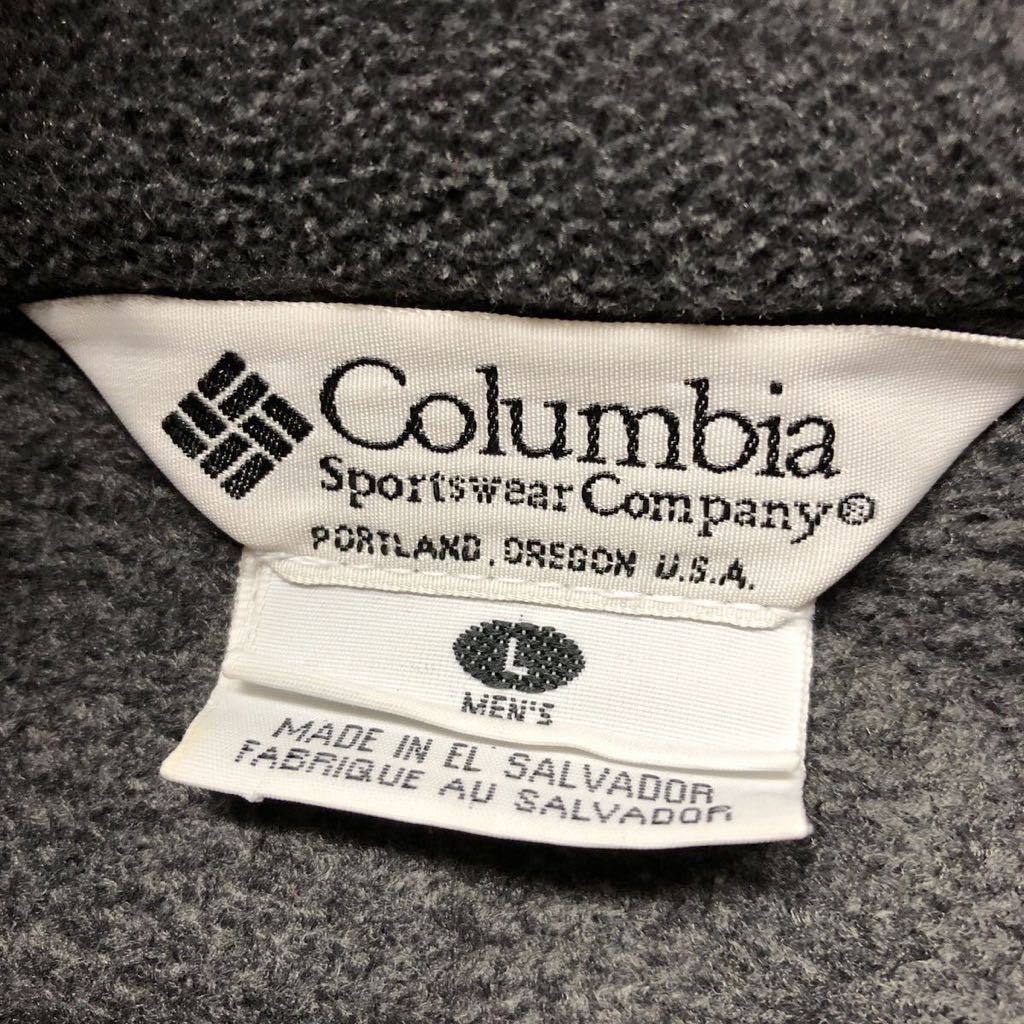 Columbia
Sportswear Company®
PORTLAND, OREGON U.S.A.
L
MEN'S
MADE IN EL SALVADOR
FABRIQUE AU SALVADOR